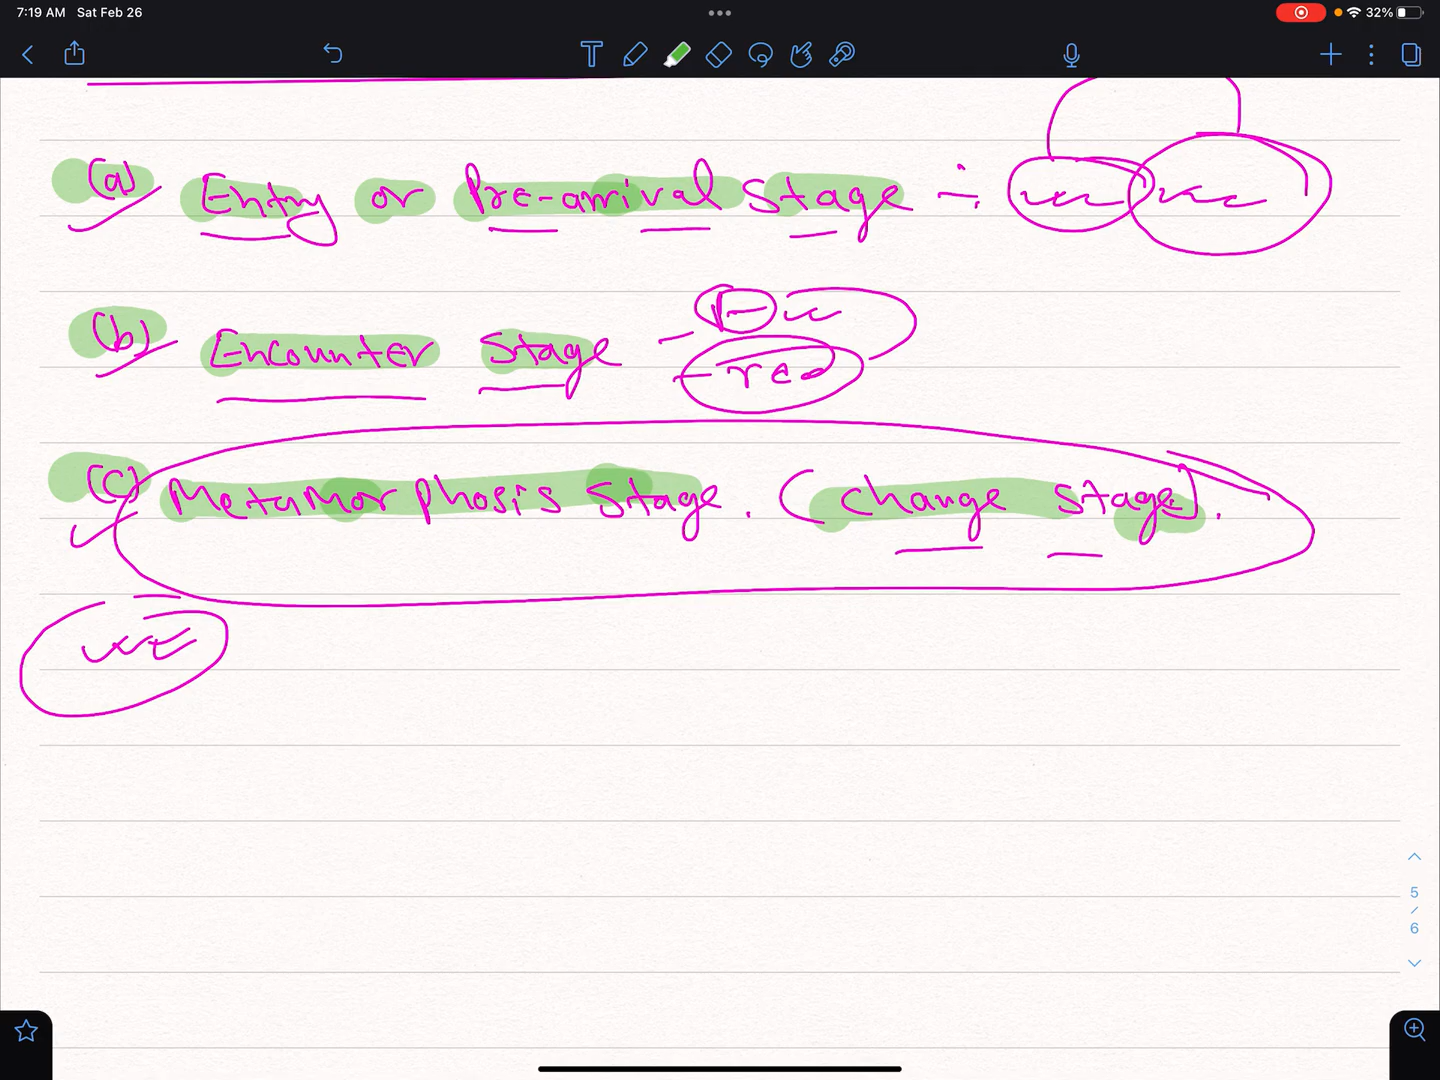 7:19 AM Sat Feb 26
32%
(a) Entry or Pre-arrival Stage
(b) Encounter Stage
(c) Metamorphosis Stage. (Change Stage).
5
/
6